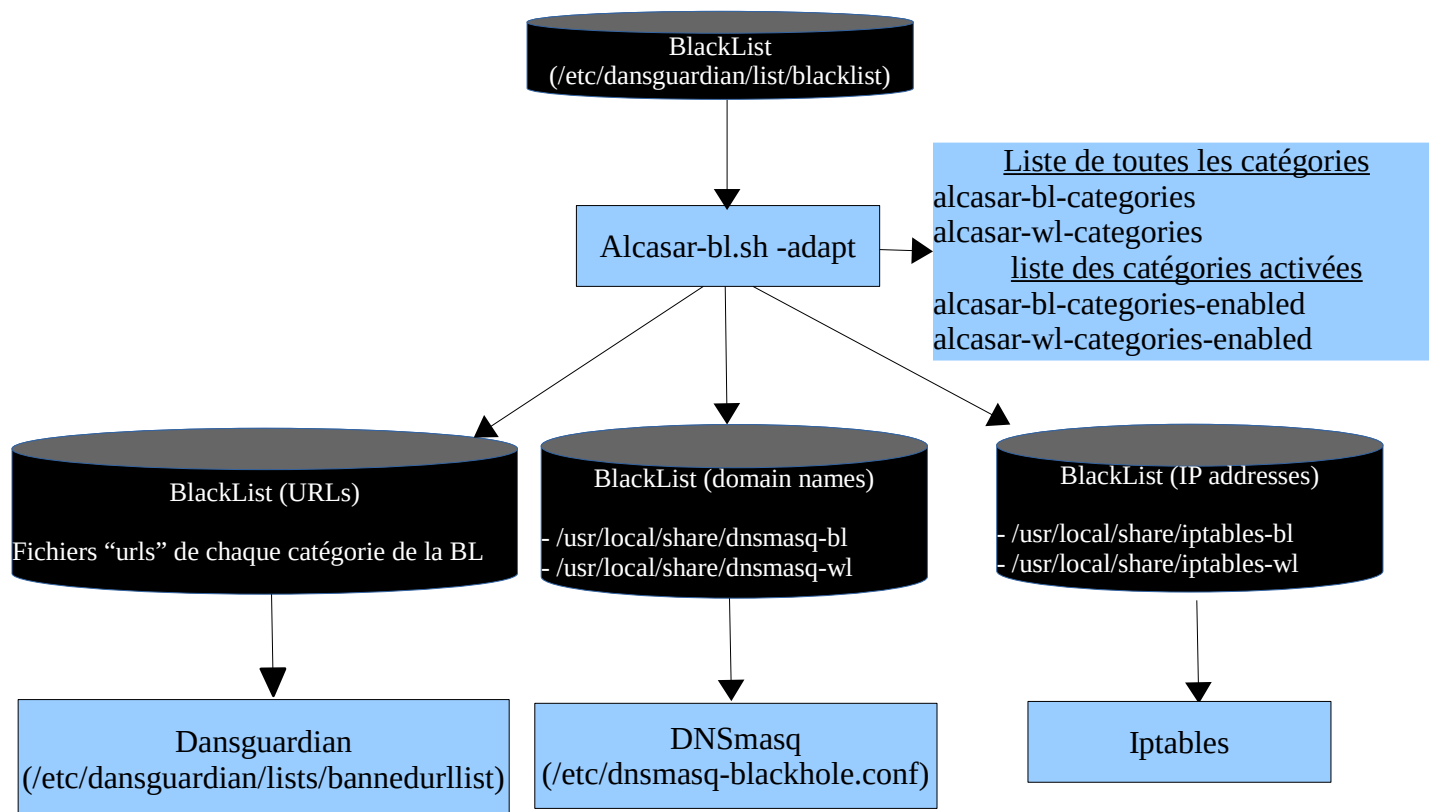 BlackList
(/etc/dansguardian/list/blacklist)
Alcasar-bl.sh -adapt
Liste de toutes les catégories
alcasar-bl-categories
alcasar-wl-categories
liste des catégories activées
alcasar-bl-categories-enabled
alcasar-wl-categories-enabled
BlackList (URLs)
Fichiers “urls” de chaque catégorie de la BL
BlackList (domain names)
- /usr/local/share/dnsmasq-bl
- /usr/local/share/dnsmasq-wl
BlackList (IP addresses)
- /usr/local/share/iptables-bl
- /usr/local/share/iptables-wl
Dansguardian
(/etc/dansguardian/lists/bannedurllist)
DNSmasq
(/etc/dnsmasq-blackhole.conf)
Iptables